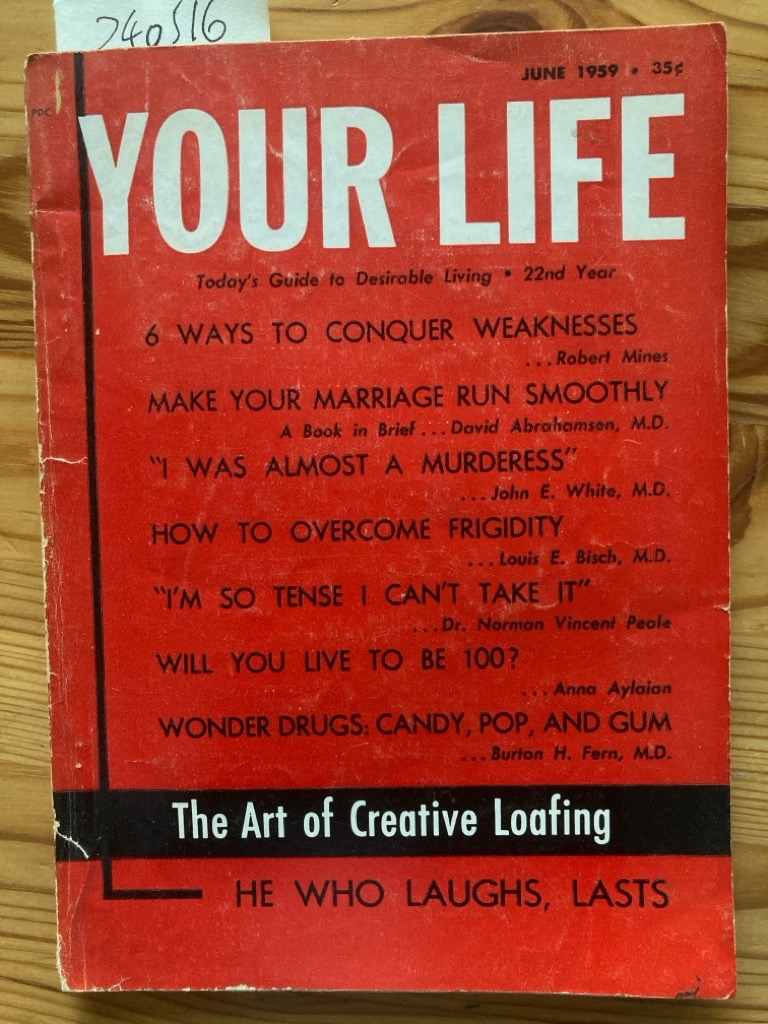 240516
JUNE 1959 • 35¢
PDC
YOUR LIFE
Today's Guide to Desirable Living • 22nd Year
6 WAYS TO CONQUER WEAKNESSES
...Robert Mines
MAKE YOUR MARRIAGE RUN SMOOTHLY
A Book in Brief...David Abrahamsen, M.D.
"I WAS ALMOST A MURDERESS"
...John E. White, M.D.
HOW TO OVERCOME FRIGIDITY
...Louis E. Bisch, M.D.
"I'M SO TENSE I CAN'T TAKE IT"
...Dr. Norman Vincent Peale
WILL YOU LIVE TO BE 100?
...Anna Aylaian
WONDER DRUGS: CANDY, POP, AND GUM
...Burton H. Fern, M.D.
The Art of Creative Loafing
HE WHO LAUGHS, LASTS